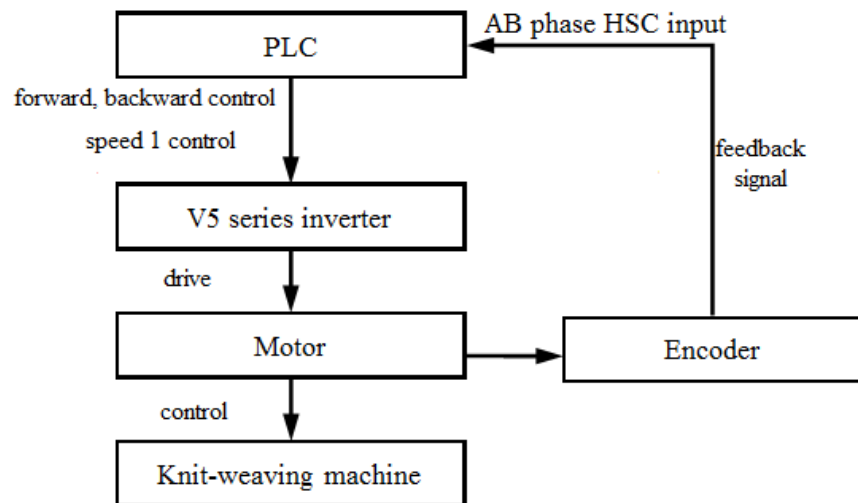 AB phase HSC input
PLC
forward, backward control
speed 1 control
feedback
signal
V5 series inverter
drive
Motor
Encoder
control
Knit-weaving machine